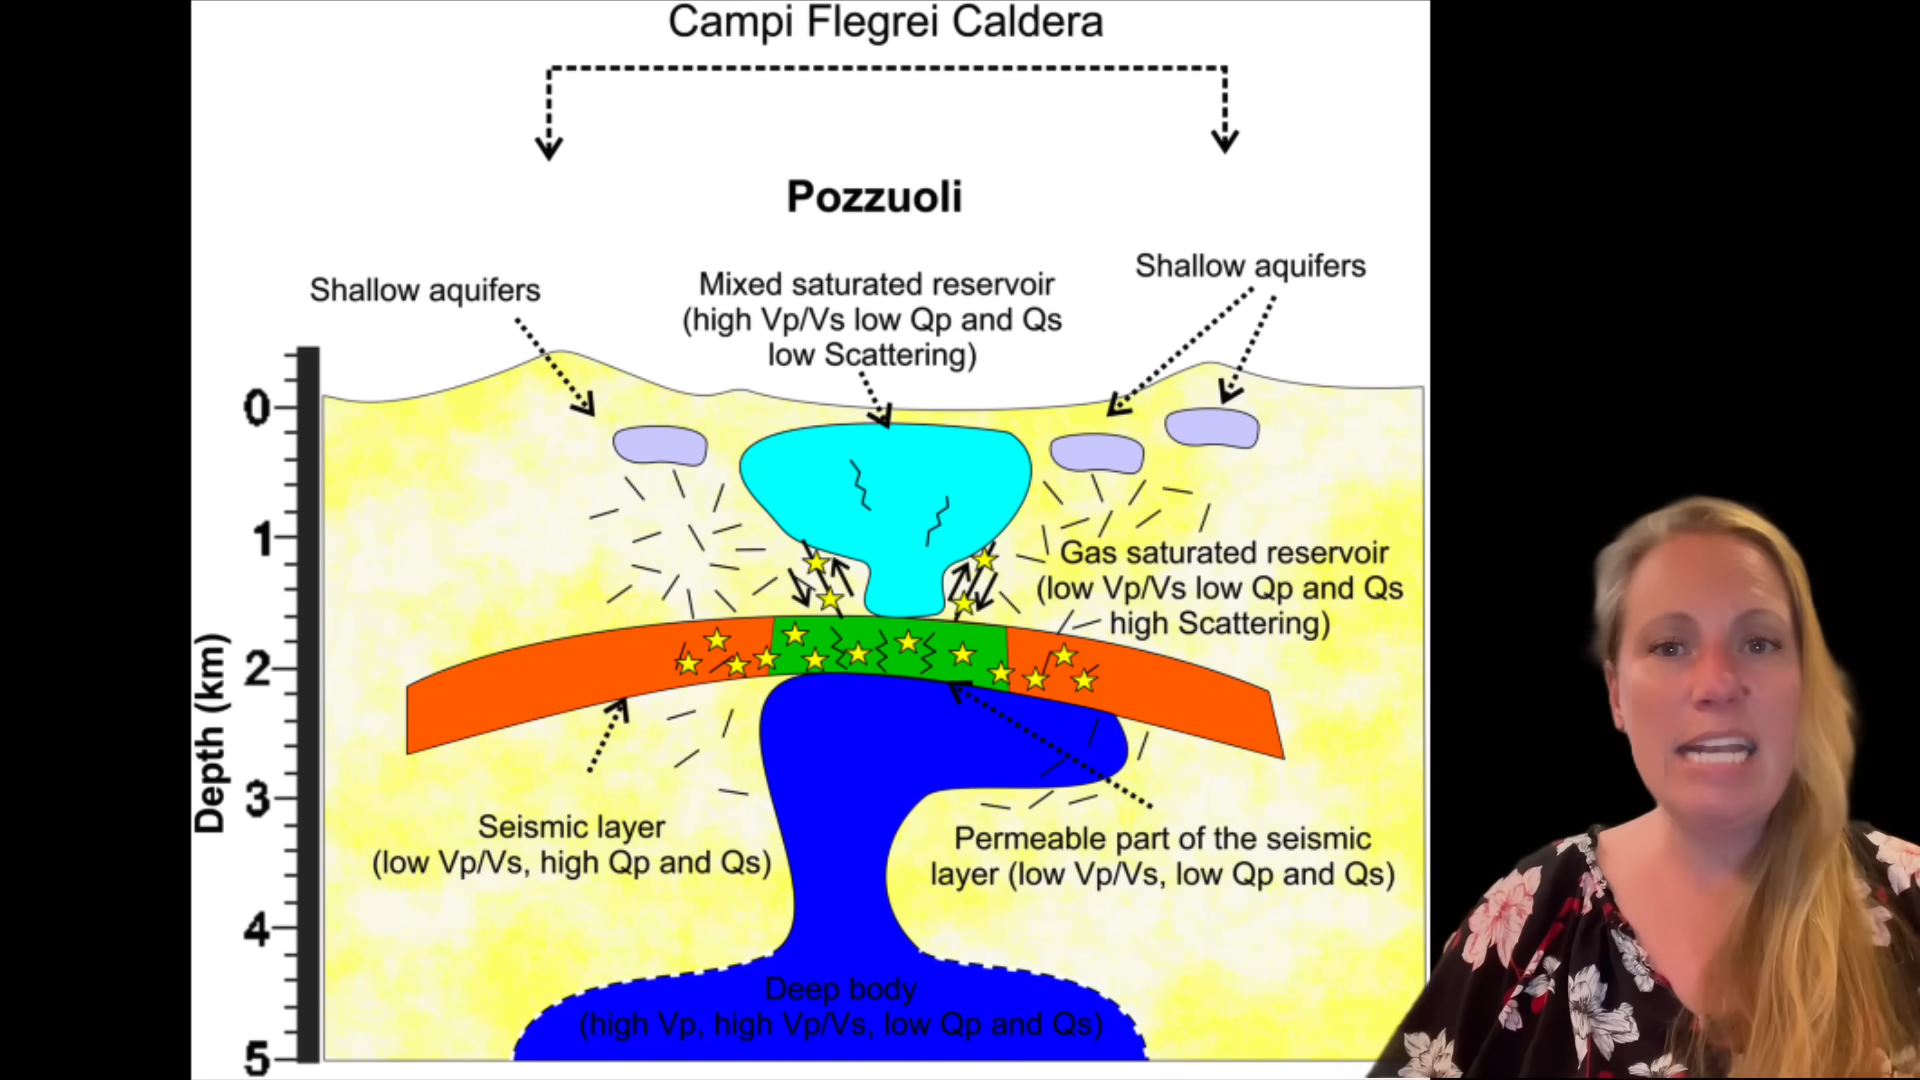 Campi Flegrei Caldera
Pozzuoli
Shallow aquifers
Mixed saturated reservoir
(high Vp/Vs low Qp and Qs
low Scattering)
Shallow aquifers
0
1
2
3
4
5
Depth (km)
Gas saturated reservoir
(low Vp/Vs low Qp and Qs
high Scattering)
Seismic layer
(low Vp/Vs, high Qp and Qs)
Permeable part of the seismic
layer (low Vp/Vs, low Qp and Qs)
Deep body
(high Vp, high Vp/Vs, low Qp and Qs)